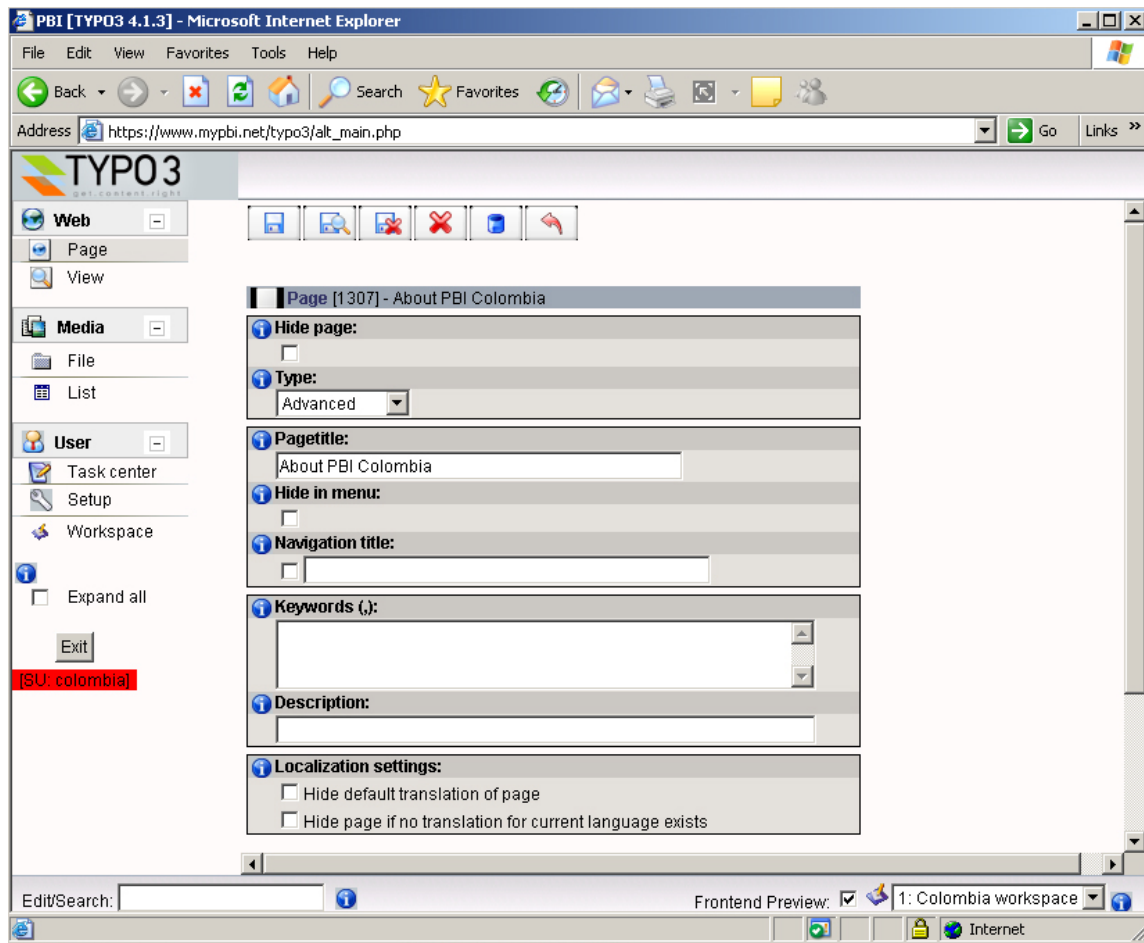 PBI [TYPO3 4.1.3] - Microsoft Internet Explorer
File Edit View Favorites Tools Help
Back Search Favorites
Address https://www.mypbi.net/typo3/alt_main.php Go Links »
TYPO3
get.content.right
Web
Page
View
Media
File
List
User
Task center
Setup
Workspace
Expand all
Exit
[SU: colombia]
Page [1307] - About PBI Colombia
Hide page:
Type:
Advanced
Pagetitle:
About PBI Colombia
Hide in menu:
Navigation title:
Keywords (,):
Description:
Localization settings:
Hide default translation of page
Hide page if no translation for current language exists
Edit/Search: Frontend Preview: 1: Colombia workspace
Internet